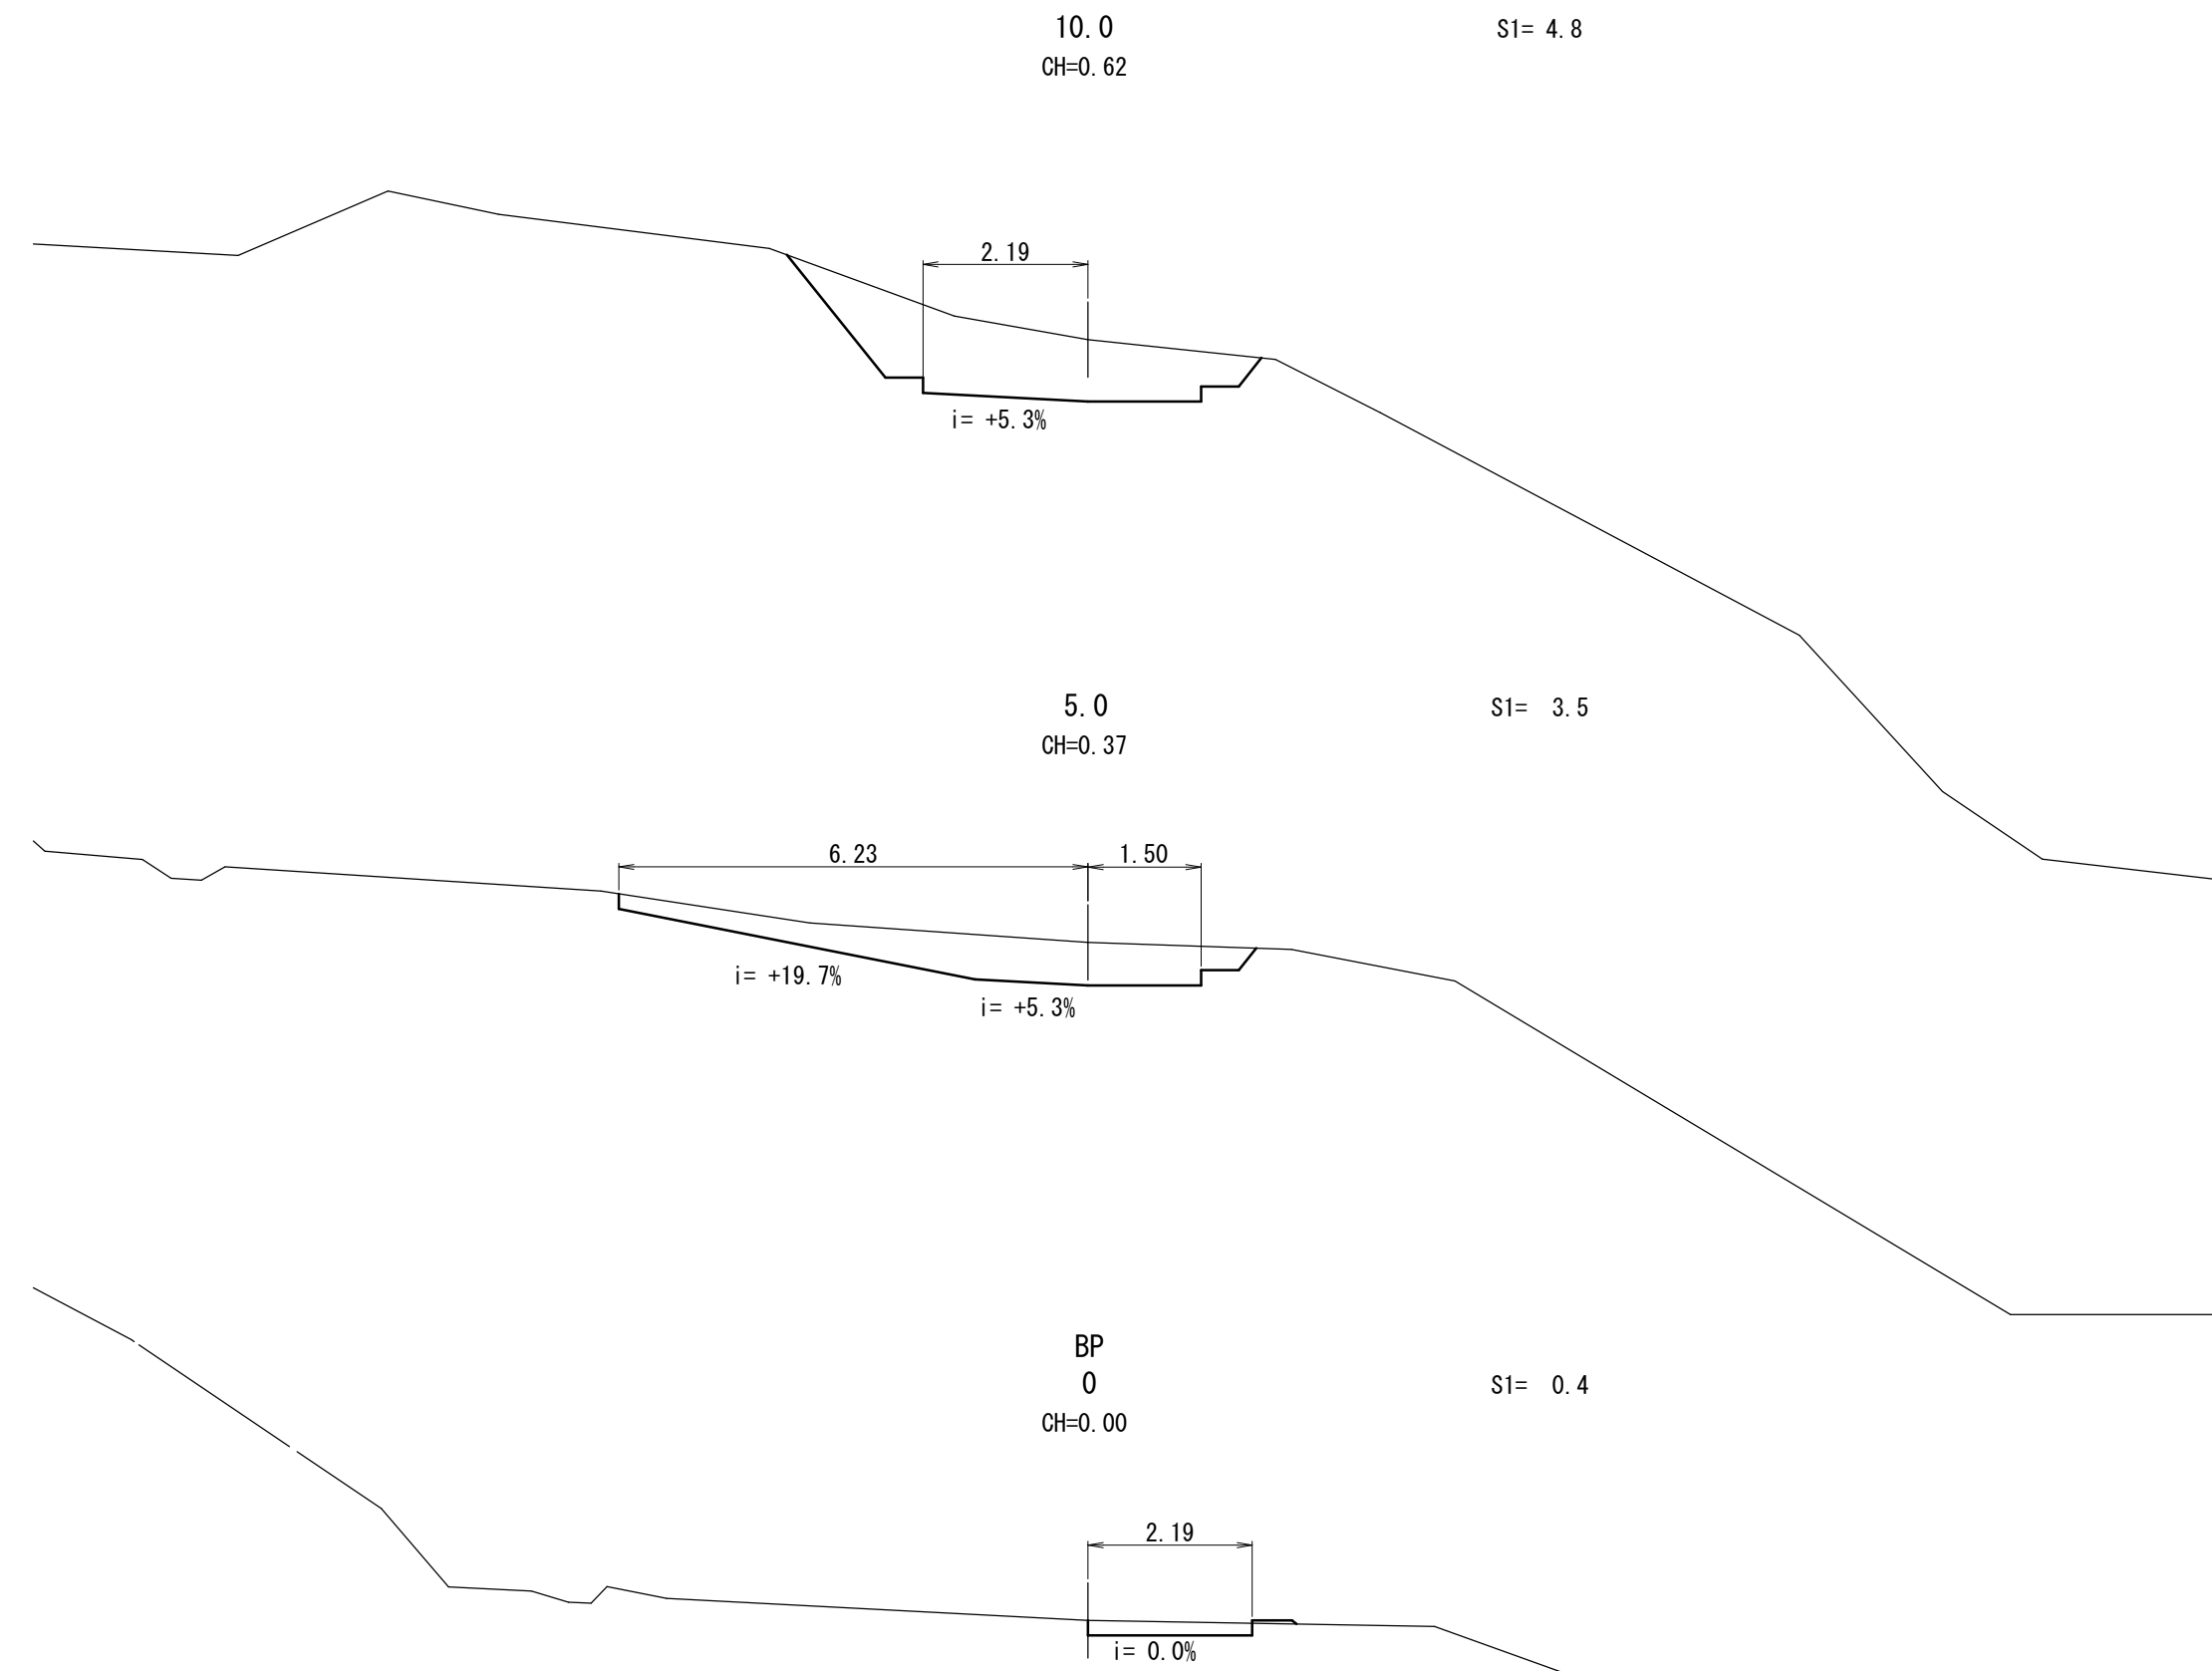 10.0
S1= 4.8
CH=0.62
2.19
i= +5.3%
5.0
S1= 3.5
CH=0.37
6.23
1.50
i= +19.7%
i= +5.3%
BP
0
S1= 0.4
CH=0.00
2.19
i= 0.0%